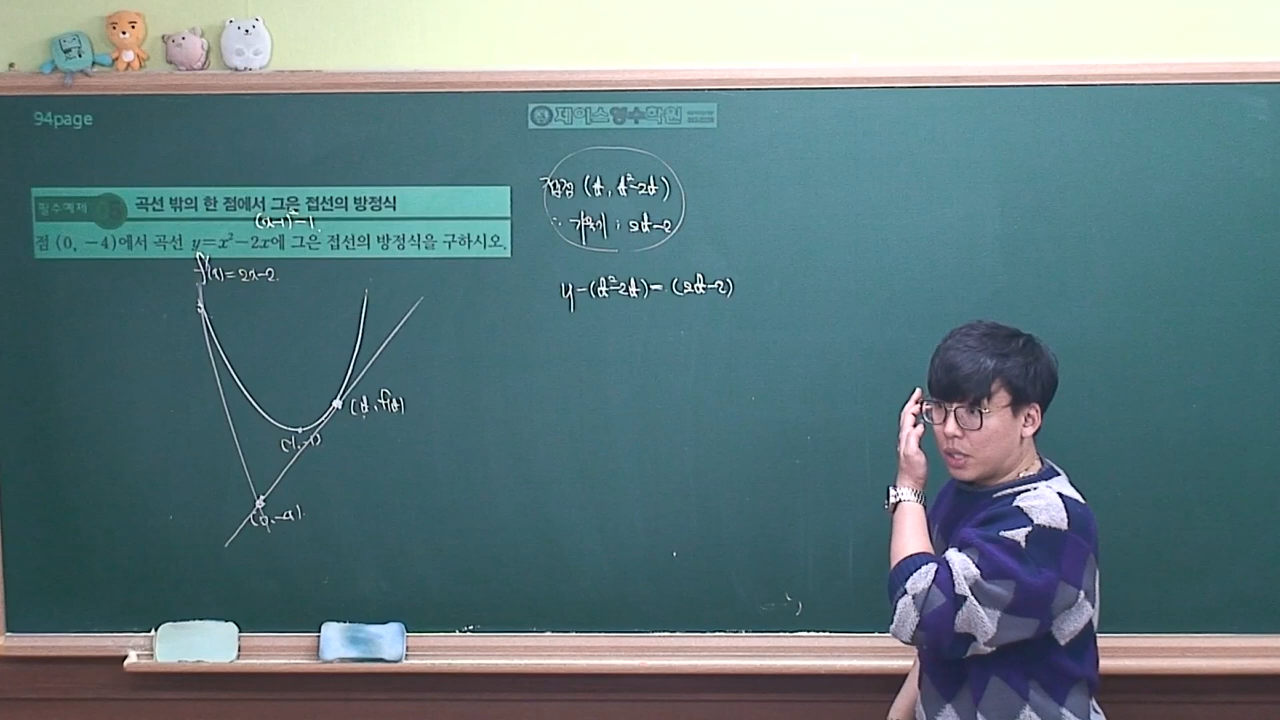 94page
제이스영수학원
필수예제
곡선 밖의 한 점에서 그은 접선의 방정식
(x-1)²-1.
점 (0, −4)에서 곡선 y=x²−2x에 그은 접선의 방정식을 구하시오.
f'(x)=2x-2.
(t, f(t))
(1,-1)
(0,-4).
접점 (t, t²-2t)
∴ 기울기 ; 2t-2
y-(t²-2t)=(2t-2)